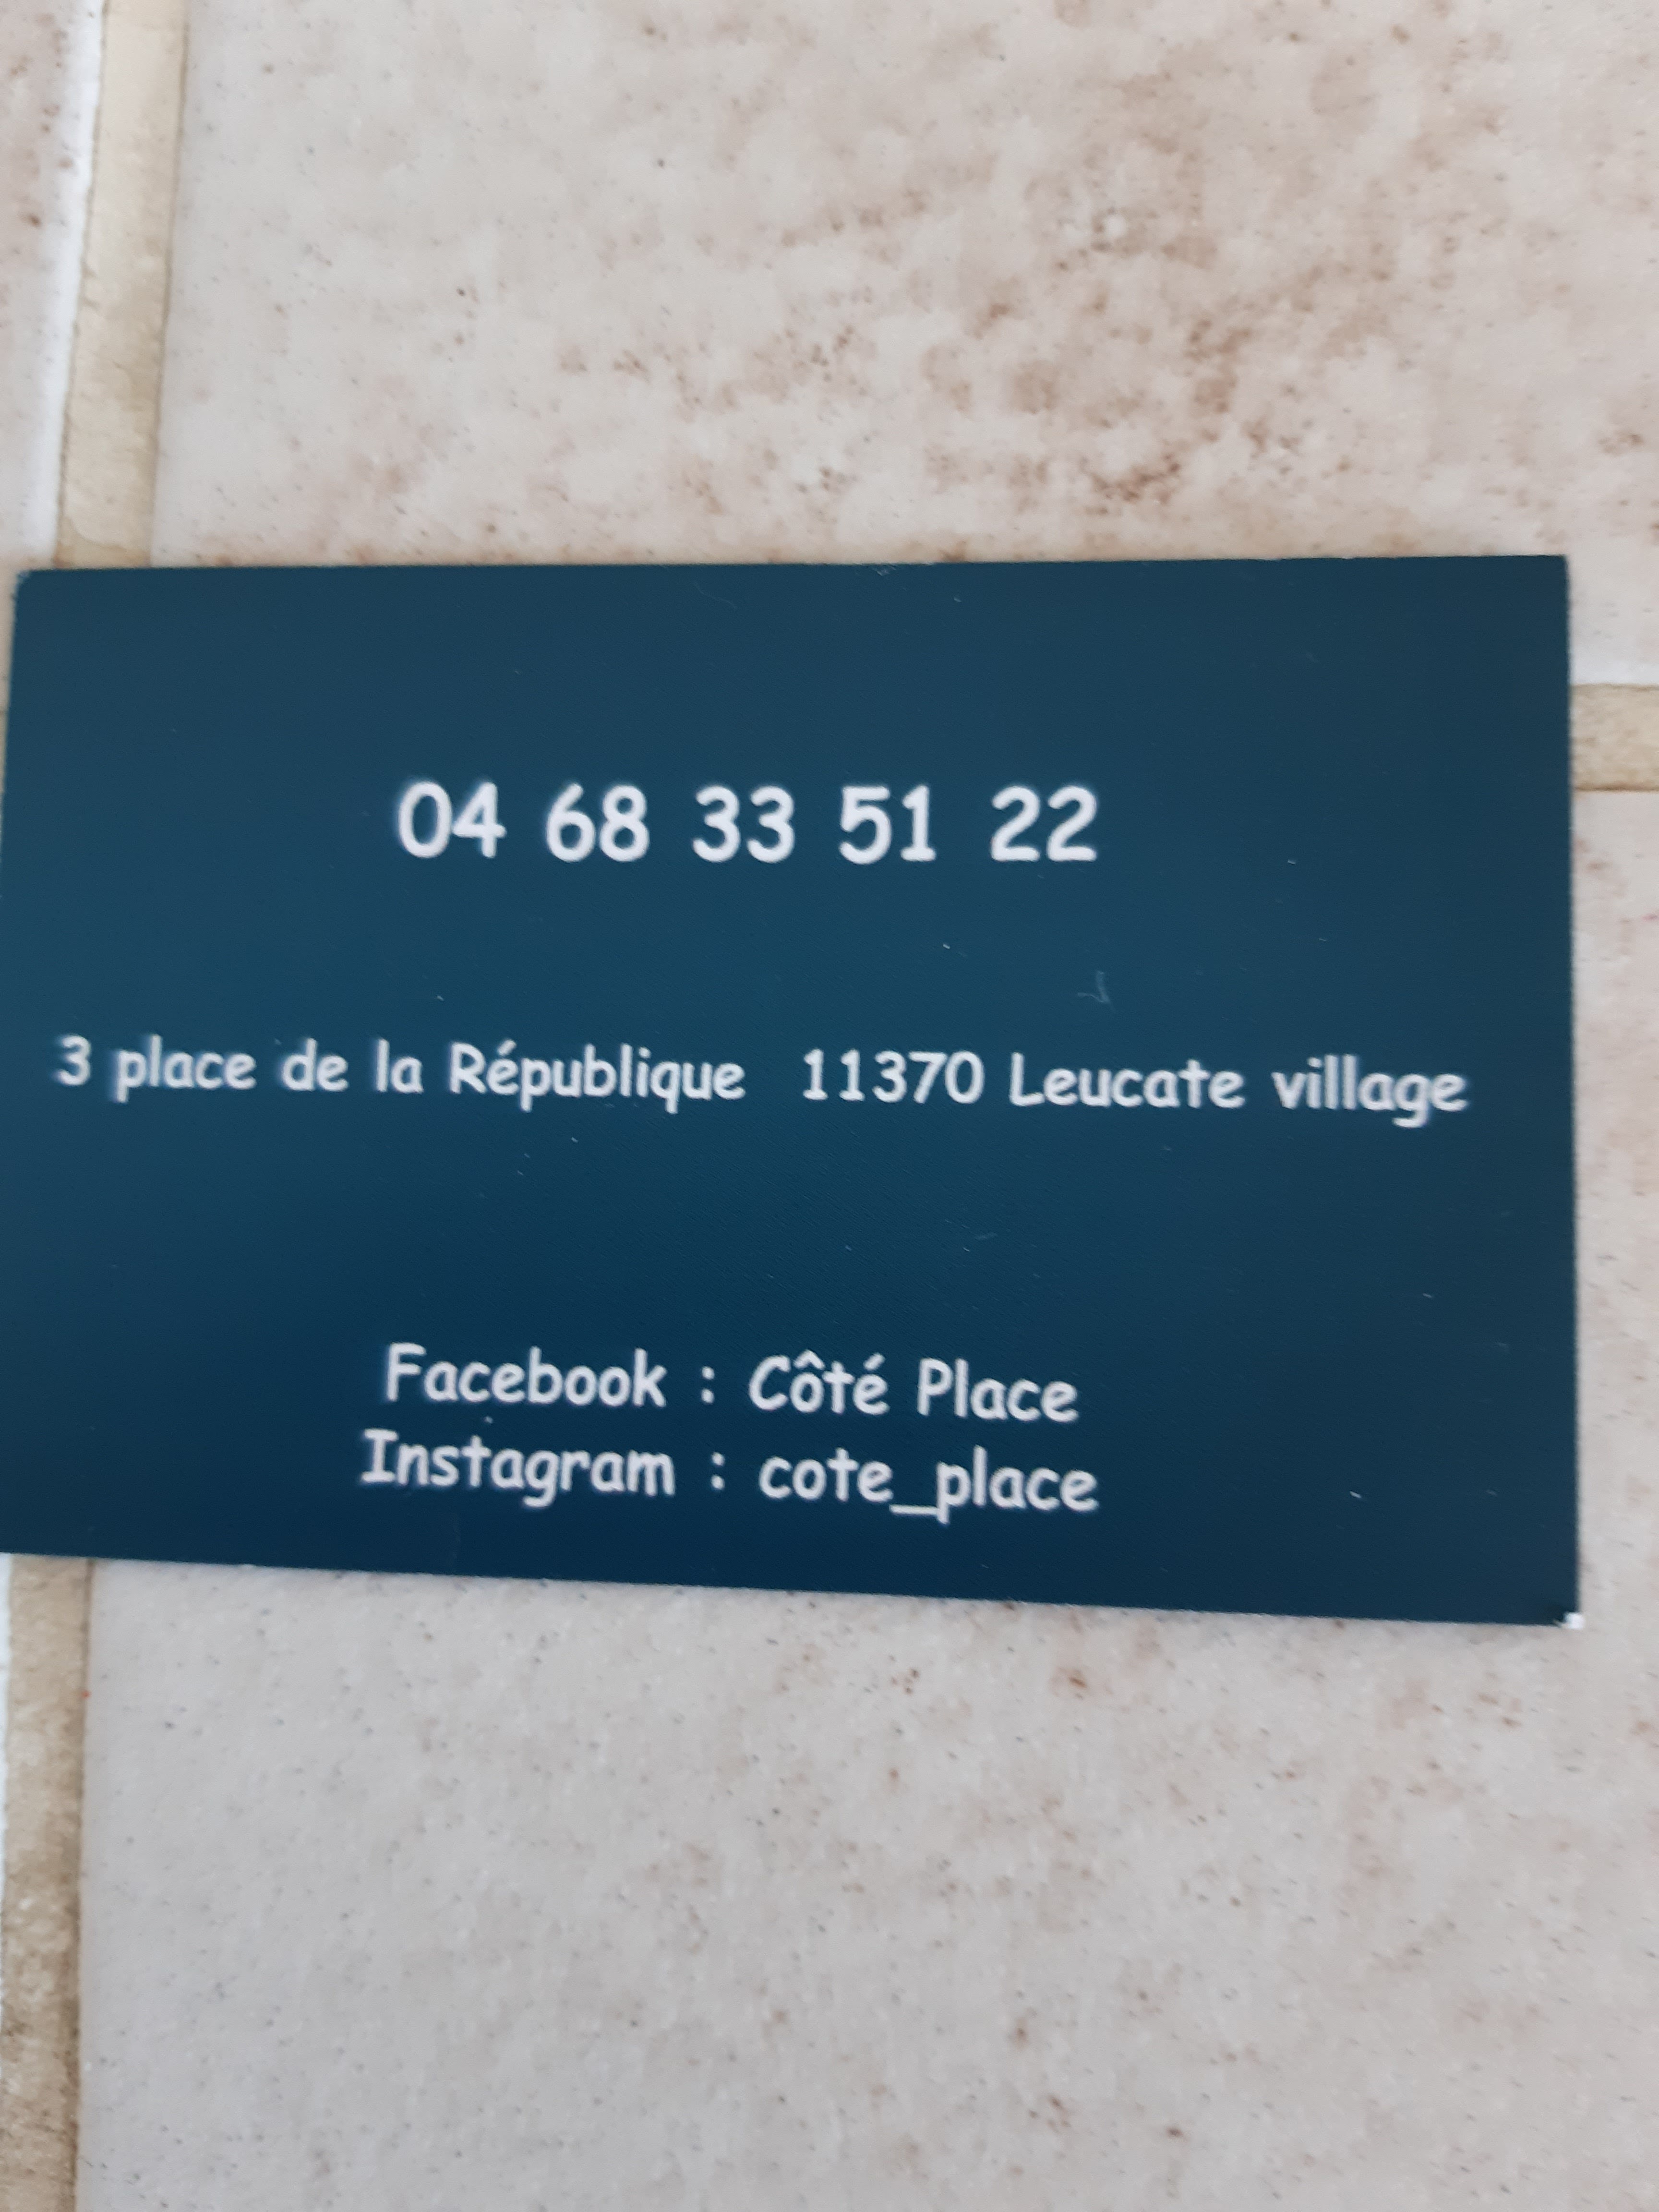 04 68 33 51 22
3 place de la République 11370 Leucate village
Facebook : Côté Place
Instagram : cote_place